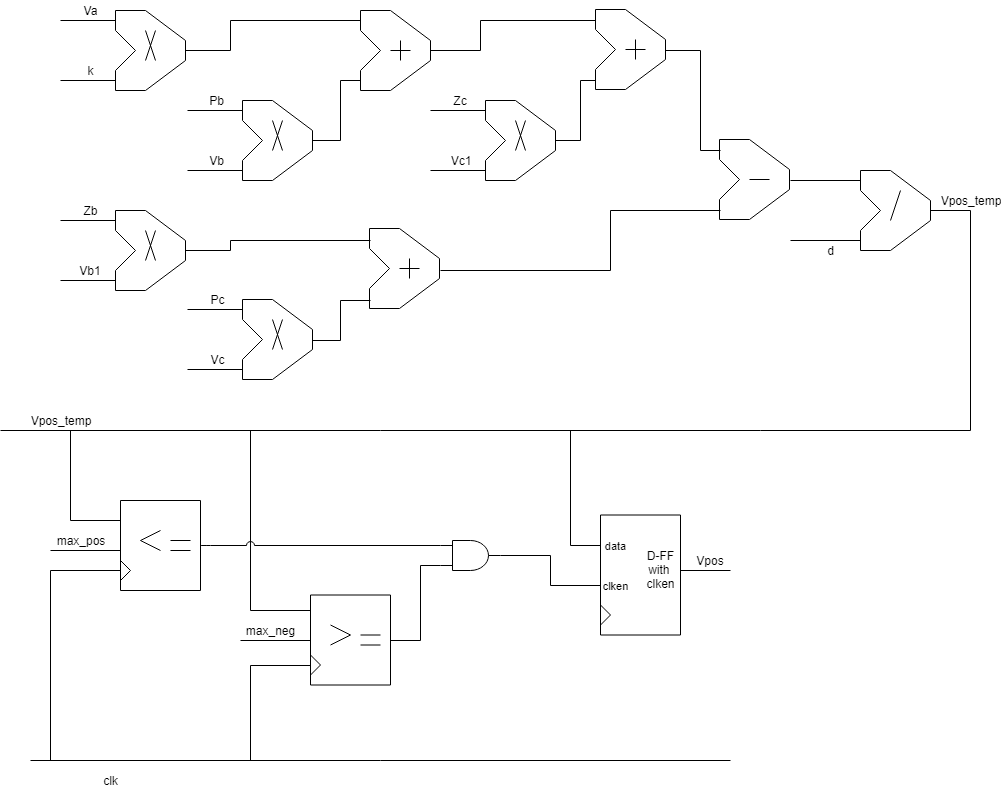 Va
k
Pb
Vb
Zc
Vc1
Zb
Vb1
Pc
Vc
d
Vpos_temp
Vpos_temp
max_pos
<=
max_neg
>=
data
clken
D-FF
with
clken
Vpos
clk